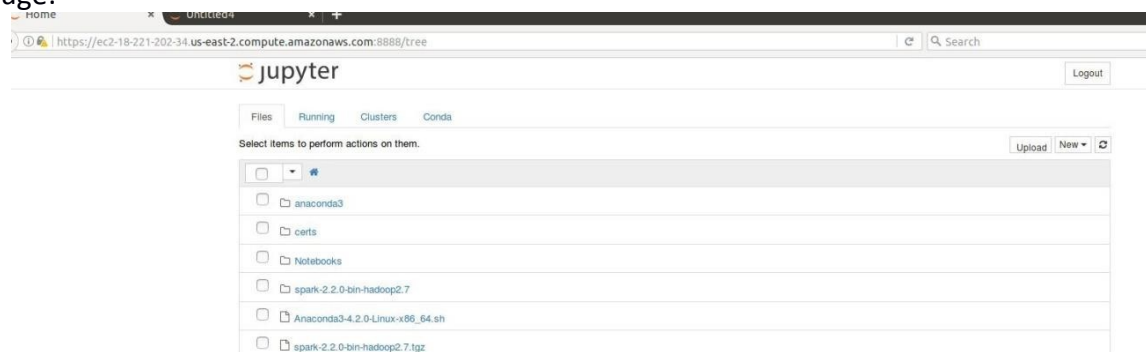 age:
Home × Untitled4 × +
https://ec2-18-221-202-34.us-east-2.compute.amazonaws.com:8888/tree Search
jupyter Logout
Files Running Clusters Conda
Select items to perform actions on them. Upload New
anaconda3
certs
Notebooks
spark-2.2.0-bin-hadoop2.7
Anaconda3-4.2.0-Linux-x86_64.sh
spark-2.2.0-bin-hadoop2.7.tgz